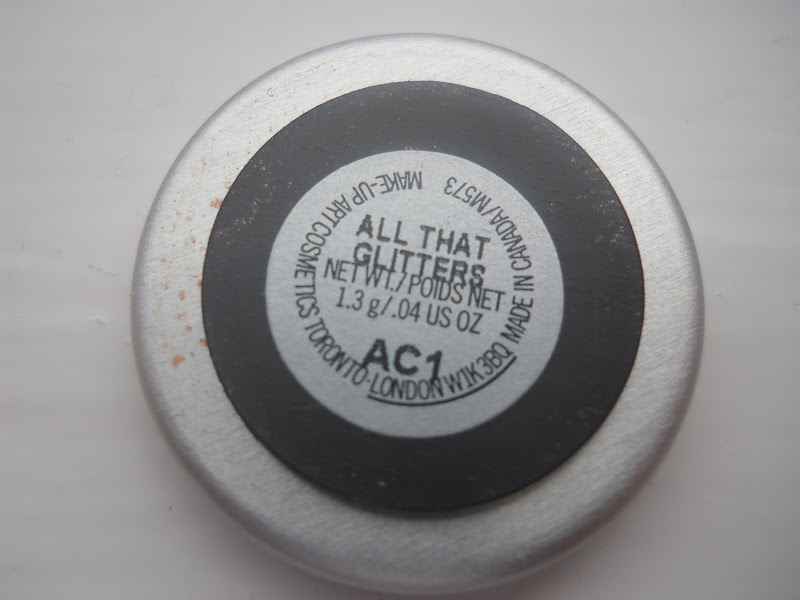 ALL THAT
GLITTERS
NET WT./POIDS NET
1.3 g/.04 US OZ
AC1
MAKE-UP ART COSMETICS TORONTO·LONDON W1K 3BQ MADE IN CANADA/M573